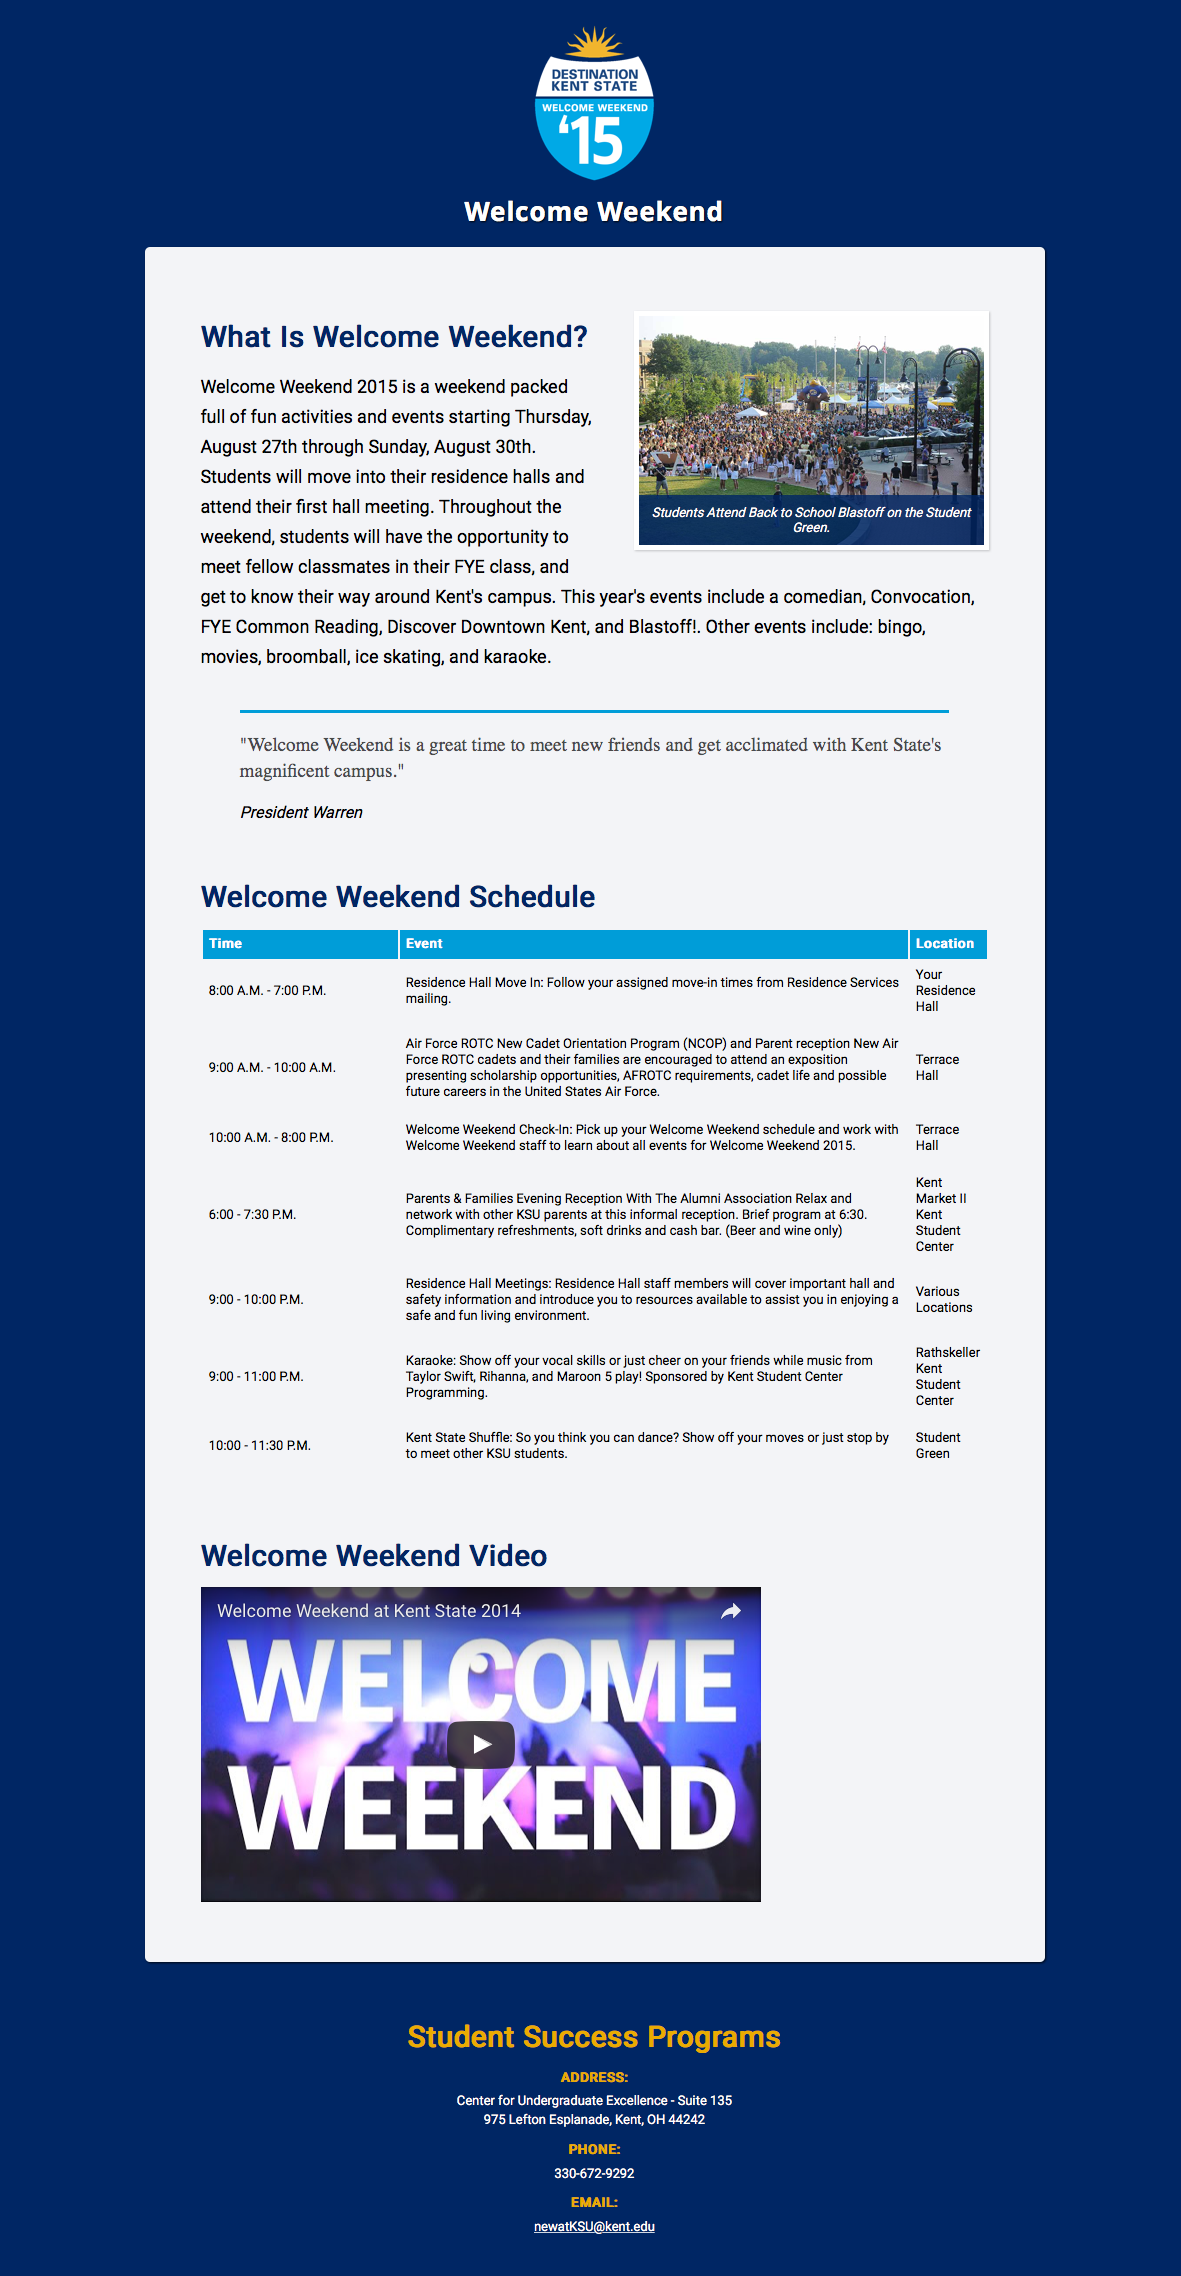 DESTINATION
KENT STATE
WELCOME WEEKEND
'15
Welcome Weekend
What Is Welcome Weekend?
Welcome Weekend 2015 is a weekend packed
full of fun activities and events starting Thursday,
August 27th through Sunday, August 30th.
Students will move into their residence halls and
attend their first hall meeting. Throughout the
weekend, students will have the opportunity to
meet fellow classmates in their FYE class, and
get to know their way around Kent's campus. This year's events include a comedian, Convocation,
FYE Common Reading, Discover Downtown Kent, and Blastoff!. Other events include: bingo,
movies, broomball, ice skating, and karaoke.
Students Attend Back to School Blastoff on the Student
Green.
"Welcome Weekend is a great time to meet new friends and get acclimated with Kent State's
magnificent campus."
President Warren
Welcome Weekend Schedule
Time Event Location
8:00 A.M. - 7:00 P.M.
Residence Hall Move In: Follow your assigned move-in times from Residence Services
mailing.
Your
Residence
Hall
9:00 A.M. - 10:00 A.M.
Air Force ROTC New Cadet Orientation Program (NCOP) and Parent reception New Air
Force ROTC cadets and their families are encouraged to attend an exposition
presenting scholarship opportunities, AFROTC requirements, cadet life and possible
future careers in the United States Air Force.
Terrace
Hall
10:00 A.M. - 8:00 P.M.
Welcome Weekend Check-In: Pick up your Welcome Weekend schedule and work with
Welcome Weekend staff to learn about all events for Welcome Weekend 2015.
Terrace
Hall
6:00 - 7:30 P.M.
Parents & Families Evening Reception With The Alumni Association Relax and
network with other KSU parents at this informal reception. Brief program at 6:30.
Complimentary refreshments, soft drinks and cash bar. (Beer and wine only)
Kent
Market II
Kent
Student
Center
9:00 - 10:00 P.M.
Residence Hall Meetings: Residence Hall staff members will cover important hall and
safety information and introduce you to resources available to assist you in enjoying a
safe and fun living environment.
Various
Locations
9:00 - 11:00 P.M.
Karaoke: Show off your vocal skills or just cheer on your friends while music from
Taylor Swift, Rihanna, and Maroon 5 play! Sponsored by Kent Student Center
Programming.
Rathskeller
Kent
Student
Center
10:00 - 11:30 P.M.
Kent State Shuffle: So you think you can dance? Show off your moves or just stop by
to meet other KSU students.
Student
Green
Welcome Weekend Video
Welcome Weekend at Kent State 2014
WELCOME
WEEKEND
Student Success Programs
ADDRESS:
Center for Undergraduate Excellence - Suite 135
975 Lefton Esplanade, Kent, OH 44242
PHONE:
330-672-9292
EMAIL:
newatKSU@kent.edu